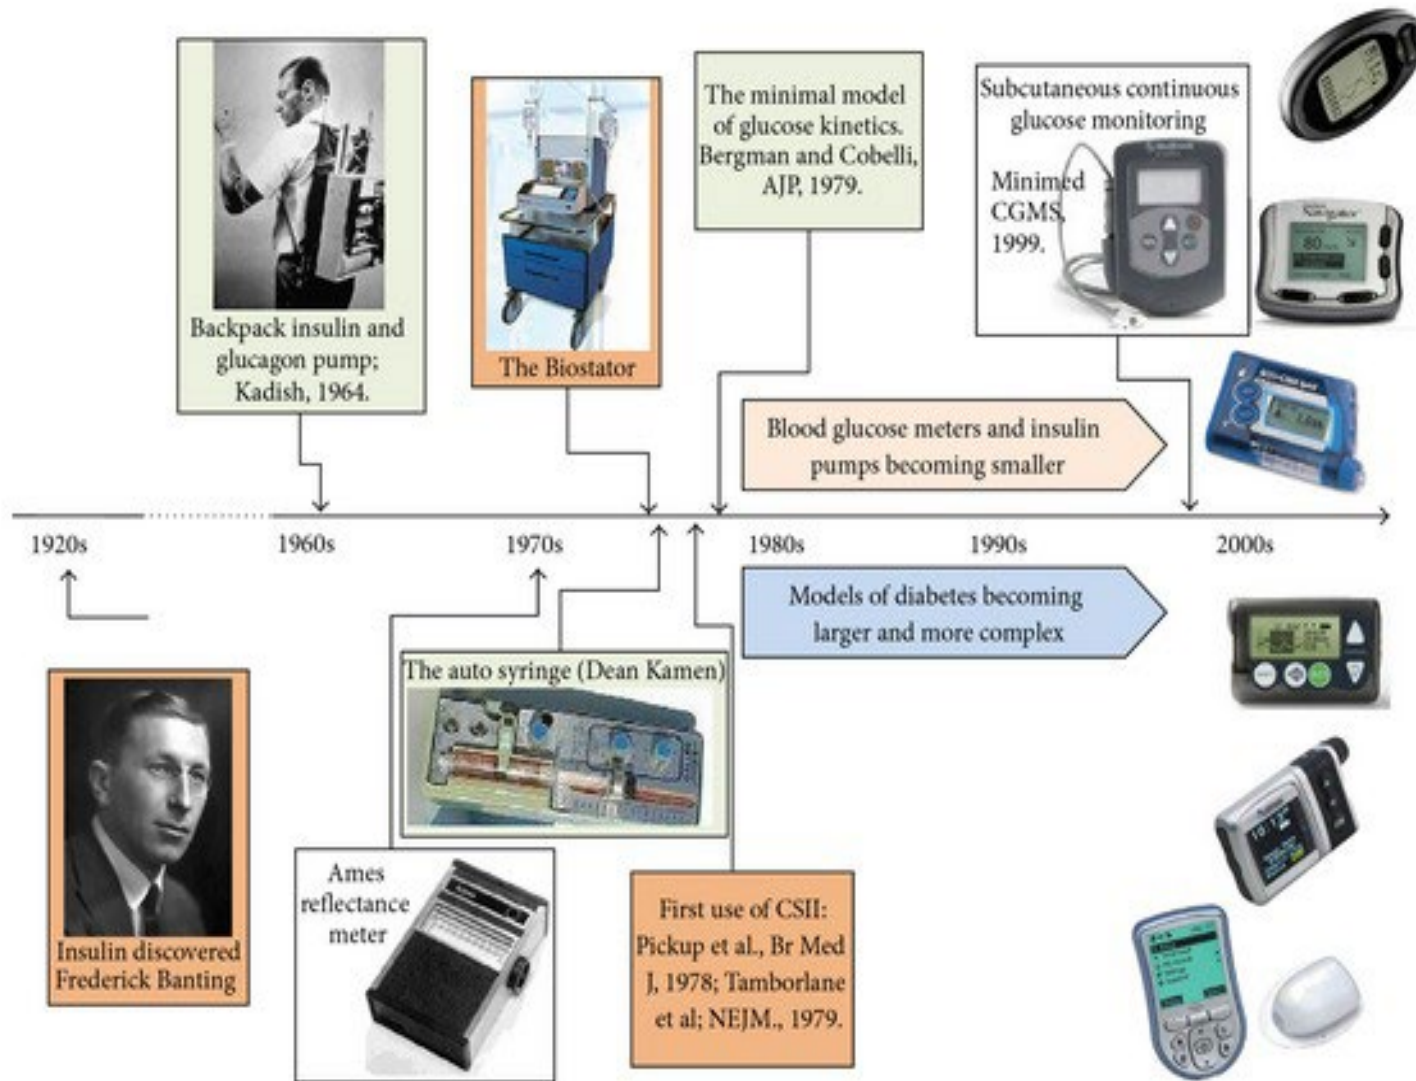 Backpack insulin and
glucagon pump;
Kadish, 1964.
The Biostator
The minimal model
of glucose kinetics.
Bergman and Cobelli,
AJP, 1979.
Subcutaneous continuous
glucose monitoring
Minimed
CGMS,
1999.
Navigator
80
Blood glucose meters and insulin
pumps becoming smaller
1920s
1960s
1970s
1980s
1990s
2000s
Models of diabetes becoming
larger and more complex
The auto syringe (Dean Kamen)
Insulin discovered
Frederick Banting
Ames
reflectance
meter
First use of CSII:
Pickup et al., Br Med
J, 1978; Tamborlane
et al; NEJM., 1979.